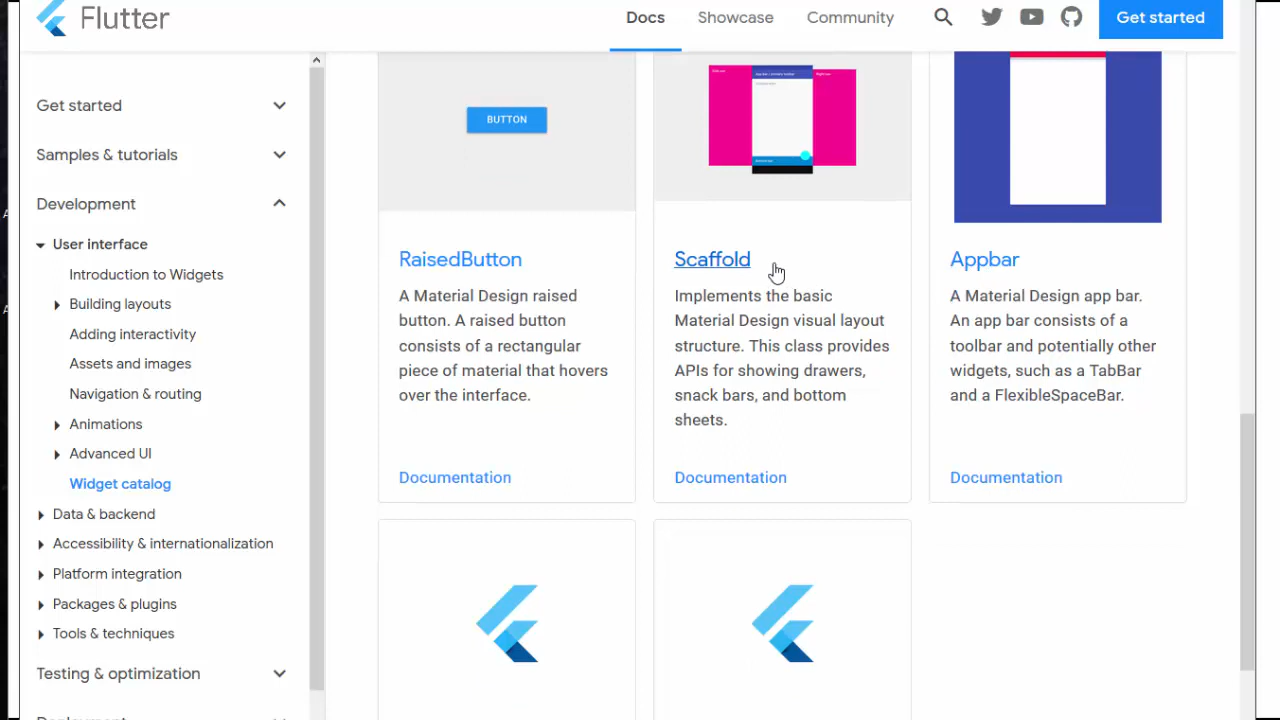 Flutter
Docs
Showcase
Community
Get started
Get started
Samples & tutorials
Development
User interface
Introduction to Widgets
Building layouts
Adding interactivity
Assets and images
Navigation & routing
Animations
Advanced UI
Widget catalog
Data & backend
Accessibility & internationalization
Platform integration
Packages & plugins
Tools & techniques
Testing & optimization
BUTTON
RaisedButton
A Material Design raised
button. A raised button
consists of a rectangular
piece of material that hovers
over the interface.
Documentation
Scaffold
Implements the basic
Material Design visual layout
structure. This class provides
APIs for showing drawers,
snack bars, and bottom
sheets.
Documentation
Appbar
A Material Design app bar.
An app bar consists of a
toolbar and potentially other
widgets, such as a TabBar
and a FlexibleSpaceBar.
Documentation